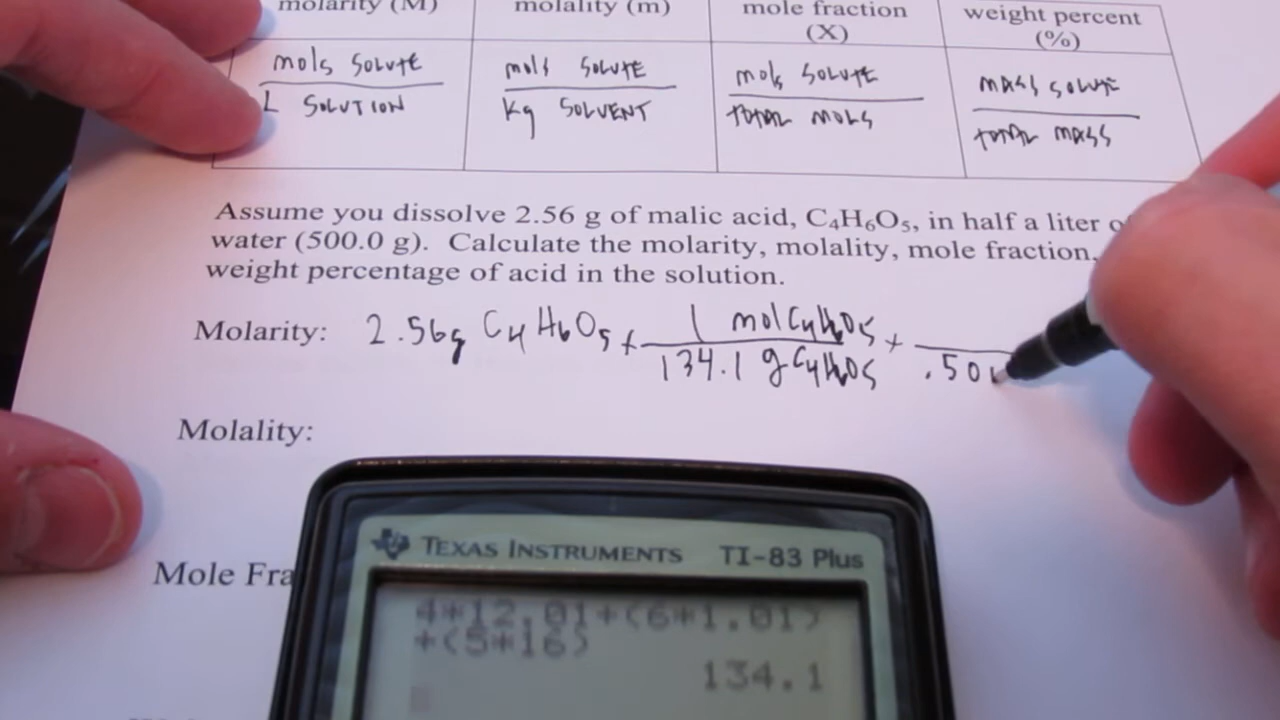 molarity (M) molality (m) mole fraction (X) weight percent (%)
mols SOLUTE mols SOLUTE mols SOLUTE MASS SOLUTE
L SOLUTION Kg SOLVENT TOTAL MOLS TOTAL MASS
Assume you dissolve 2.56 g of malic acid, C₄H₆O₅, in half a liter
water (500.0 g). Calculate the molarity, molality, mole fraction,
weight percentage of acid in the solution.
Molarity: 2.56g C4H6O5 × 1 mol C4H6O5 ×
134.1 g C4H6O5 .50
Molality:
TEXAS INSTRUMENTS TI-83 Plus
Mole Fra
4*12.01+(6*1.01)
+(5*16)
134.1